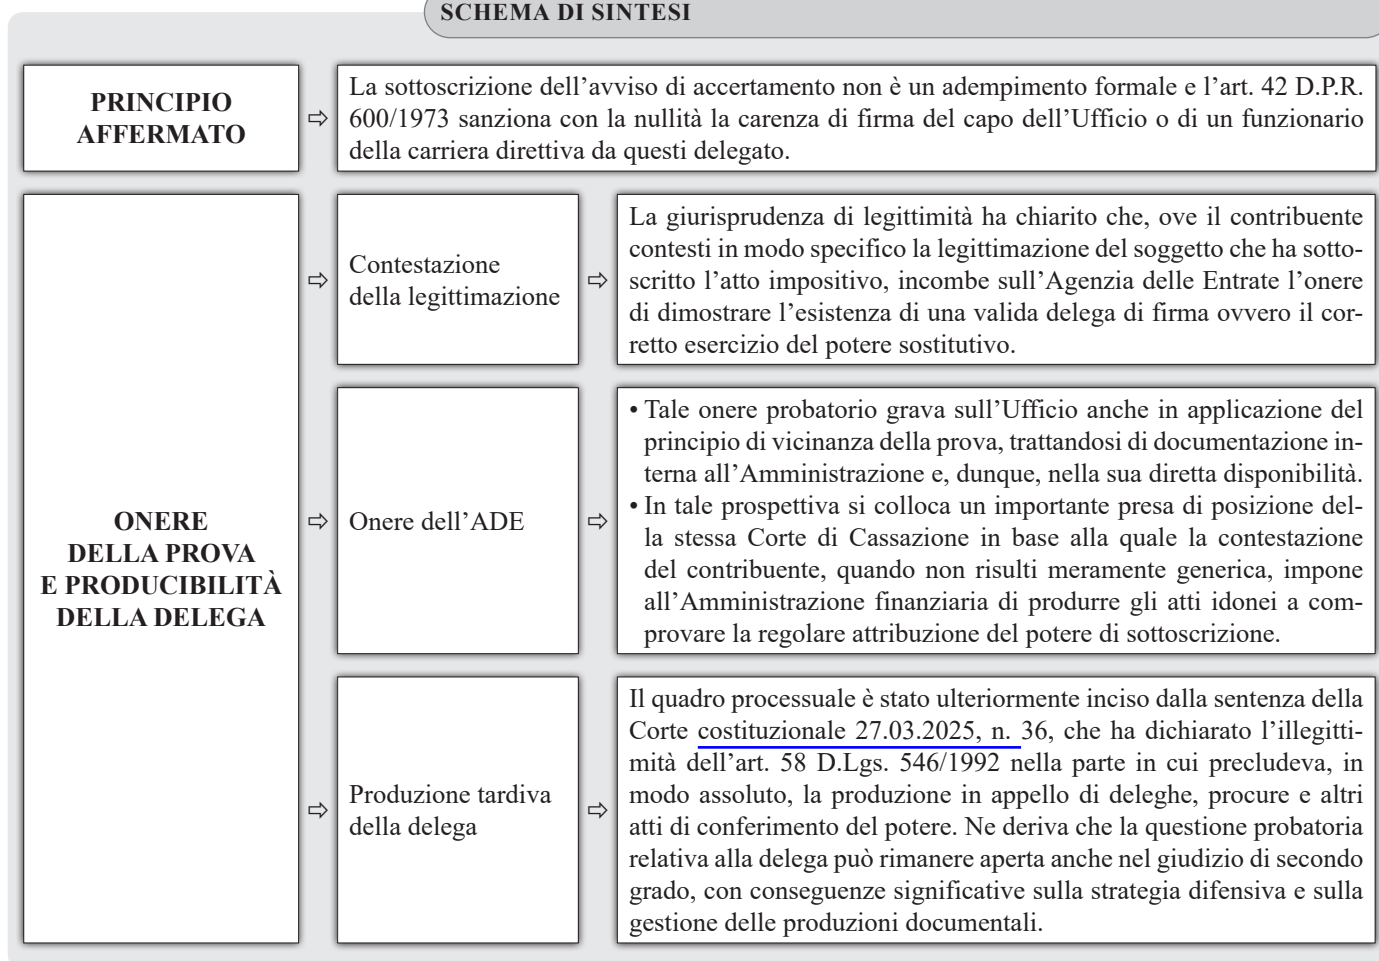 SCHEMA DI SINTESI
PRINCIPIO
AFFERMATO
⇨
La sottoscrizione dell’avviso di accertamento non è un adempimento formale e l’art. 42 D.P.R.
600/1973 sanziona con la nullità la carenza di firma del capo dell’Ufficio o di un funzionario
della carriera direttiva da questi delegato.
ONERE
DELLA PROVA
E PRODUCIBILITÀ
DELLA DELEGA
⇨
Contestazione
della legittimazione
⇨
La giurisprudenza di legittimità ha chiarito che, ove il contribuente
contesti in modo specifico la legittimazione del soggetto che ha sotto-
scritto l’atto impositivo, incombe sull’Agenzia delle Entrate l’onere
di dimostrare l’esistenza di una valida delega di firma ovvero il cor-
retto esercizio del potere sostitutivo.
⇨
Onere dell’ADE
⇨
• Tale onere probatorio grava sull’Ufficio anche in applicazione del
principio di vicinanza della prova, trattandosi di documentazione in-
terna all’Amministrazione e, dunque, nella sua diretta disponibilità.
• In tale prospettiva si colloca un importante presa di posizione del-
la stessa Corte di Cassazione in base alla quale la contestazione
del contribuente, quando non risulti meramente generica, impone
all’Amministrazione finanziaria di produrre gli atti idonei a com-
provare la regolare attribuzione del potere di sottoscrizione.
⇨
Produzione tardiva
della delega
⇨
Il quadro processuale è stato ulteriormente inciso dalla sentenza della
Corte costituzionale 27.03.2025, n. 36, che ha dichiarato l’illegitti-
mità dell’art. 58 D.Lgs. 546/1992 nella parte in cui precludeva, in
modo assoluto, la produzione in appello di deleghe, procure e altri
atti di conferimento del potere. Ne deriva che la questione probatoria
relativa alla delega può rimanere aperta anche nel giudizio di secondo
grado, con conseguenze significative sulla strategia difensiva e sulla
gestione delle produzioni documentali.